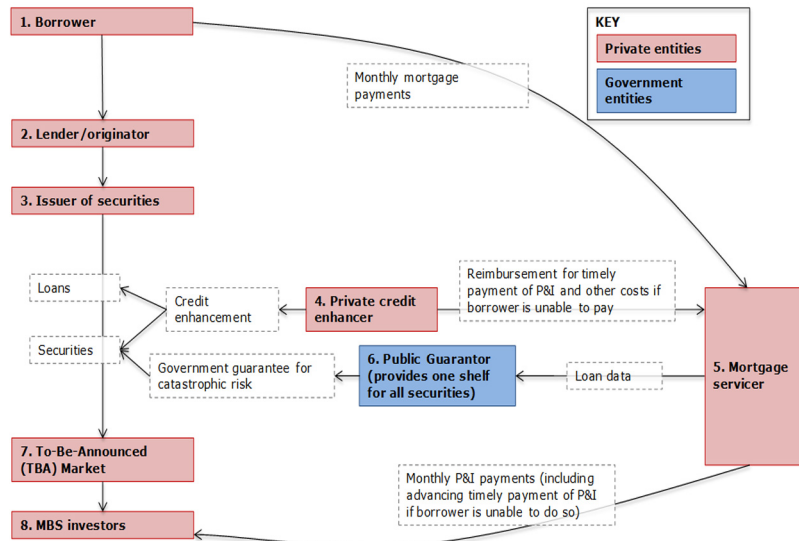 1. Borrower
KEY
Private entities
Government
entities
Monthly mortgage
payments
2. Lender/originator
3. Issuer of securities
Loans
Securities
Credit
enhancement
4. Private credit
enhancer
Reimbursement for timely
payment of P&I and other costs if
borrower is unable to pay
Government guarantee for
catastrophic risk
6. Public Guarantor
(provides one shelf
for all securities)
Loan data
5. Mortgage
servicer
7. To-Be-Announced
(TBA) Market
Monthly P&I payments (including
advancing timely payment of P&I
if borrower is unable to do so)
8. MBS investors